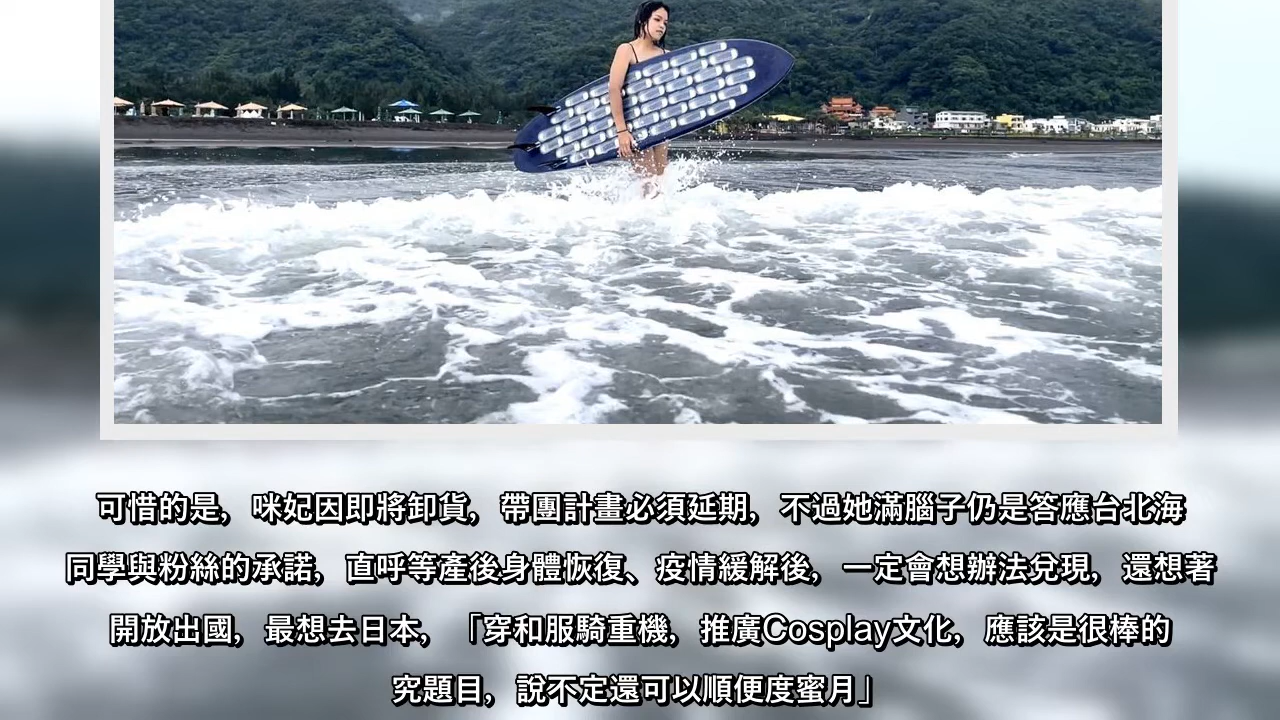 可惜的是，咪妃因即將卸貨，帶團計畫必須延期，不過她滿腦子仍是答應台北海
同學與粉絲的承諾，直呼等產後身體恢復、疫情緩解後，一定會想辦法兌現，還想著
開放出國，最想去日本，「穿和服騎重機，推廣Cosplay文化，應該是很棒的
究題目，說不定還可以順便度蜜月」